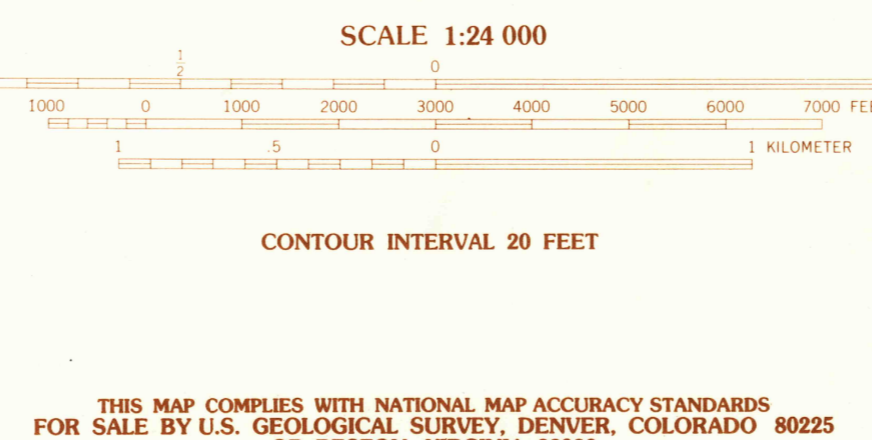 SCALE 1:24 000
1
2
0
1000 0 1000 2000 3000 4000 5000 6000 7000
1 .5 0 1 KILOMETER
CONTOUR INTERVAL 20 FEET
THIS MAP COMPLIES WITH NATIONAL MAP ACCURACY STANDARDS
FOR SALE BY U.S. GEOLOGICAL SURVEY, DENVER, COLORADO 80225